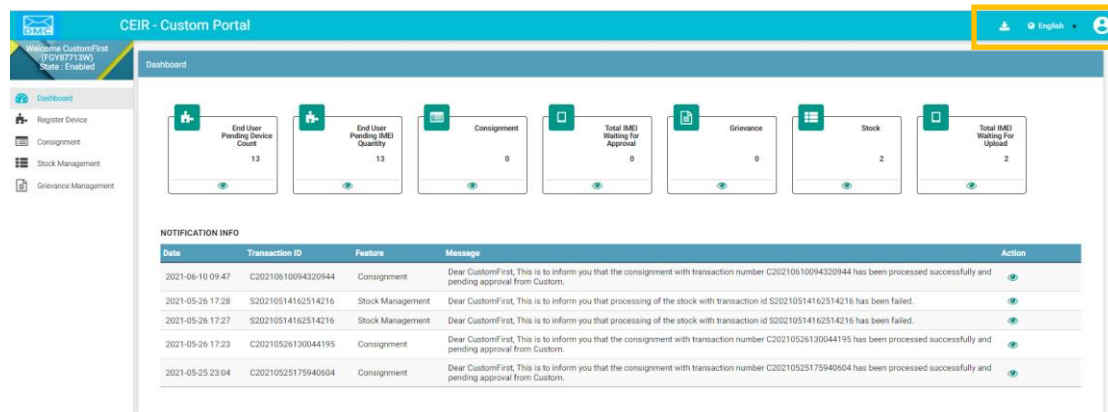 DMC
CEIR - Custom Portal
English
Welcome CustomFirst
(FGY87713W)
State : Enabled
Dashboard
Dashboard
Register Device
Consignment
Stock Management
Grievance Management
End User
Pending Device
Count
13
End User
Pending IMEI
Quantity
13
Consignment
0
Total IMEI
Waiting for
Approval
0
Grievance
0
Stock
2
Total IMEI
Waiting For
Upload
2
NOTIFICATION INFO
Date Transaction ID Feature Message Action
2021-06-10 09:47 C20210610094320944 Consignment Dear CustomFirst, This is to inform you that the consignment with transaction number C20210610094320944 has been processed successfully and
pending approval from Custom.
2021-05-26 17:28 S20210514162514216 Stock Management Dear CustomFirst, This is to inform you that processing of the stock with transaction id S20210514162514216 has been failed.
2021-05-26 17:27 S20210514162514216 Stock Management Dear CustomFirst, This is to inform you that processing of the stock with transaction id S20210514162514216 has been failed.
2021-05-26 17:23 C20210526130044195 Consignment Dear CustomFirst, This is to inform you that the consignment with transaction number C20210526130044195 has been processed successfully and
pending approval from Custom.
2021-05-25 23:04 C20210525175940604 Consignment Dear CustomFirst, This is to inform you that the consignment with transaction number C20210525175940604 has been processed successfully and
pending approval from Custom.